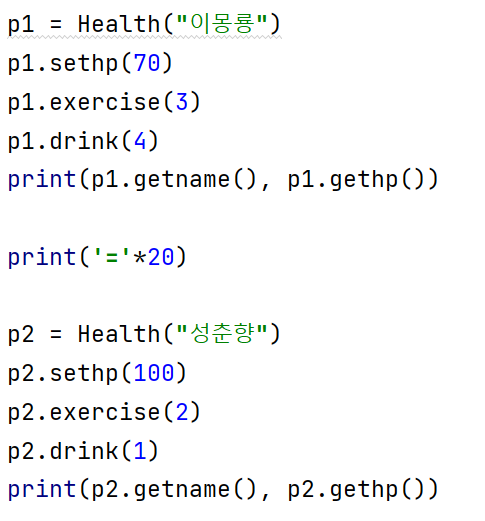 p1 = Health("이몽룡")
p1.sethp(70)
p1.exercise(3)
p1.drink(4)
print(p1.getname(), p1.gethp())
print('='*20)
p2 = Health("성춘향")
p2.sethp(100)
p2.exercise(2)
p2.drink(1)
print(p2.getname(), p2.gethp())